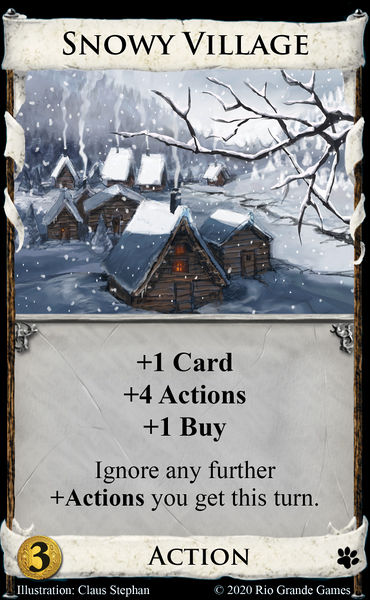 Snowy Village
+1 Card
+4 Actions
+1 Buy
Ignore any further
+Actions you get this turn.
3
Action
Illustration: Claus Stephan
© 2020 Rio Grande Games